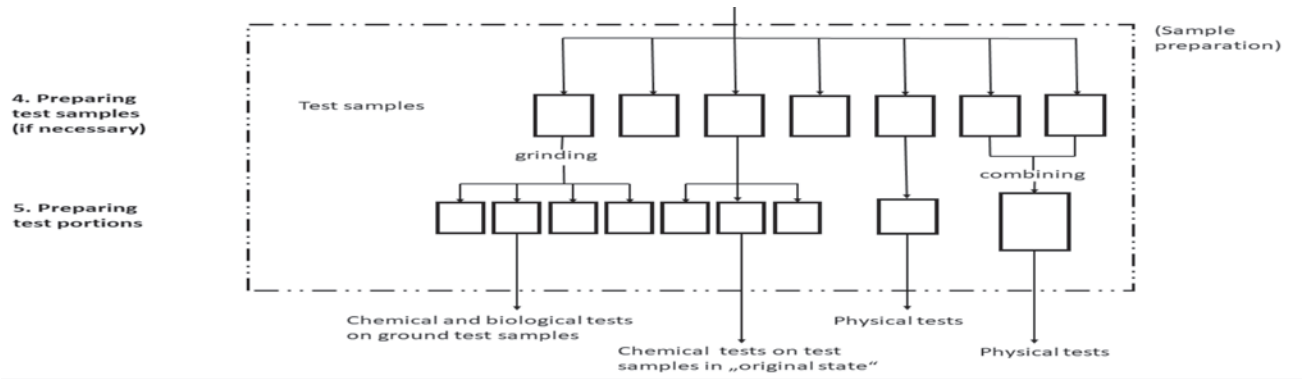 (Sample
preparation)
4. Preparing
test samples
(if necessary)
Test samples
grinding
combining
5. Preparing
test portions
Chemical and biological tests
on ground test samples
Physical tests
Chemical tests on test
samples in „original state“
Physical tests